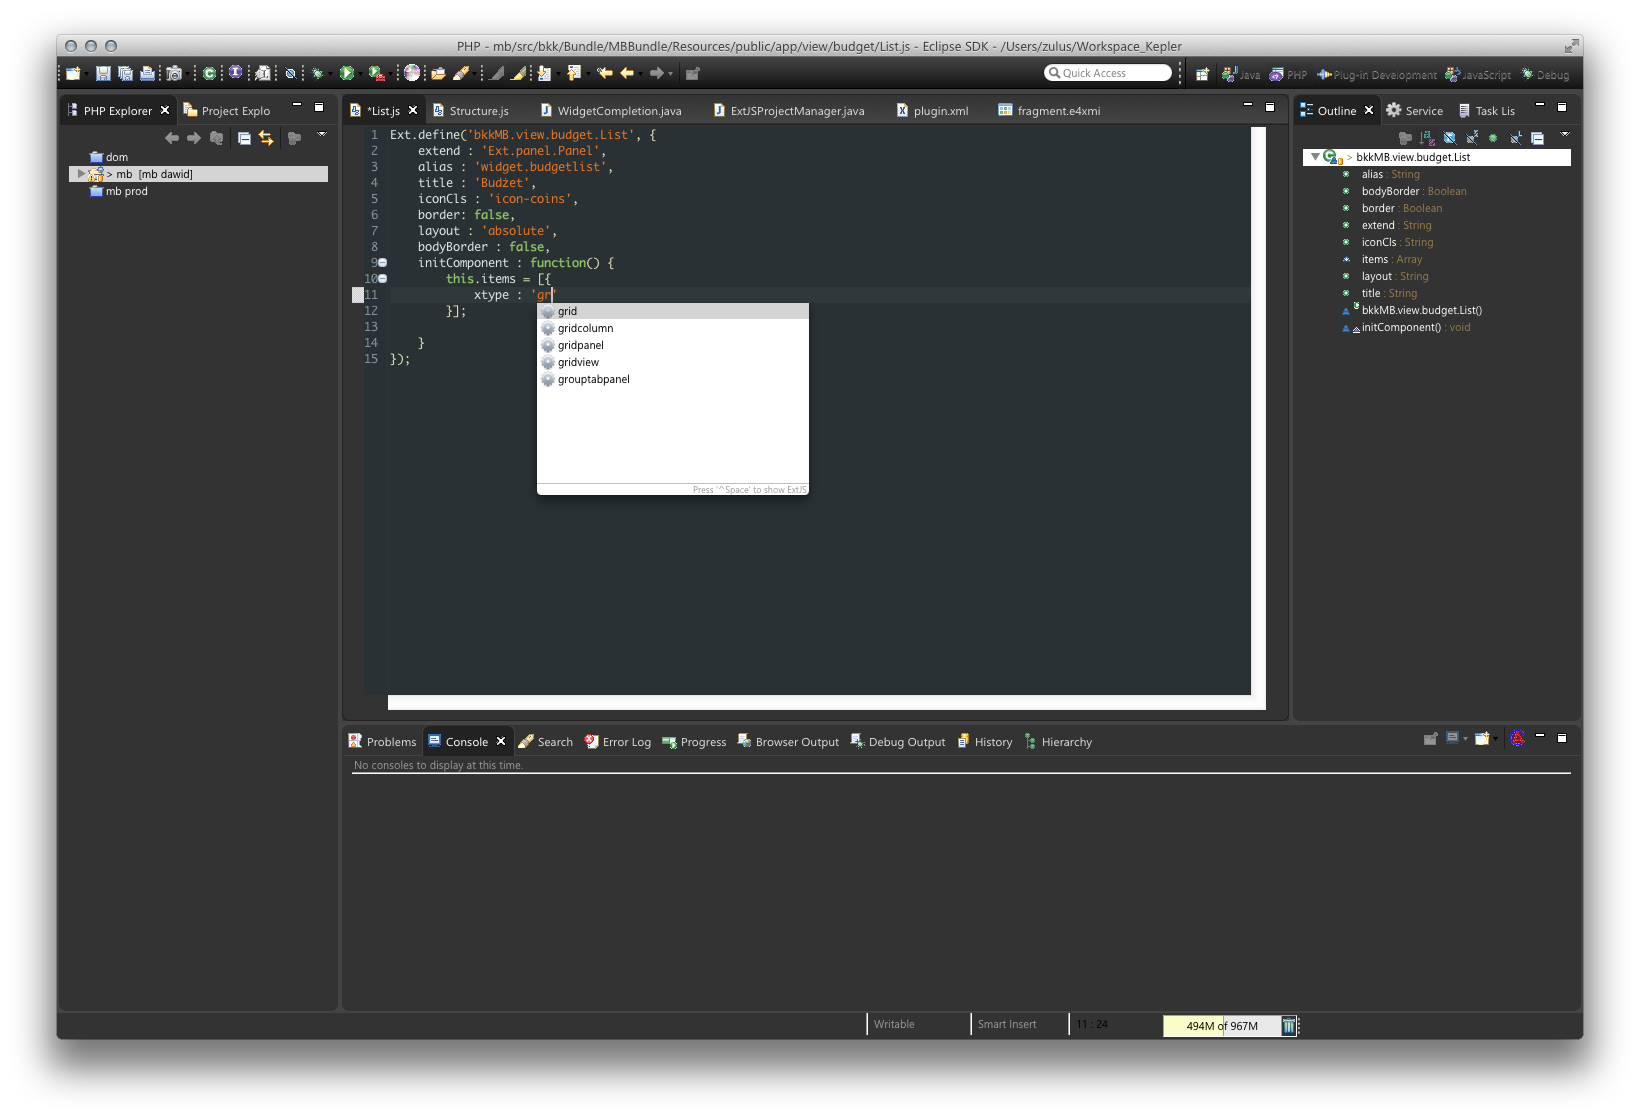 PHP - mb/src/bkk/Bundle/MBBundle/Resources/public/app/view/budget/List.js - Eclipse SDK - /Users/zulus/Workspace_Kepler
Quick Access
Java
PHP
Plug-in Development
JavaScript
Debug
PHP Explorer
Project Explo
dom
> mb [mb dawid]
mb prod
*List.js
Structure.js
WidgetCompletion.java
ExtJSProjectManager.java
plugin.xml
fragment.e4xmi
1 Ext.define('bkkMB.view.budget.List', {
2 extend : 'Ext.panel.Panel',
3 alias : 'widget.budgetlist',
4 title : 'Budżet',
5 iconCls : 'icon-coins',
6 border: false,
7 layout : 'absolute',
8 bodyBorder : false,
9 initComponent : function() {
10 this.items = [{
11 xtype : 'gr'
12 }];
13
14 }
15 });
grid
gridcolumn
gridpanel
gridview
grouptabpanel
Press '^Space' to show ExtJS
Outline
Service
Task Lis
> bkkMB.view.budget.List
alias : String
bodyBorder : Boolean
border : Boolean
extend : String
iconCls : String
items : Array
layout : String
title : String
bkkMB.view.budget.List()
initComponent() : void
Problems
Console
Search
Error Log
Progress
Browser Output
Debug Output
History
Hierarchy
No consoles to display at this time.
Writable
Smart Insert
11 : 24
494M of 967M